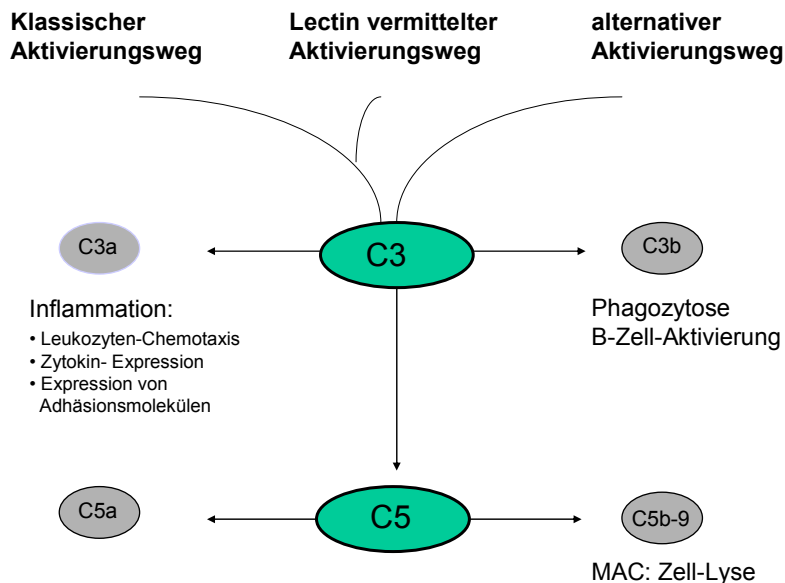 Klassischer
Aktivierungsweg
Lectin vermittelter
Aktivierungsweg
alternativer
Aktivierungsweg
C3a
C3
C3b
Inflammation:
• Leukozyten-Chemotaxis
• Zytokin- Expression
• Expression von
Adhäsionsmolekülen
Phagozytose
B-Zell-Aktivierung
C5a
C5
C5b-9
MAC: Zell-Lyse